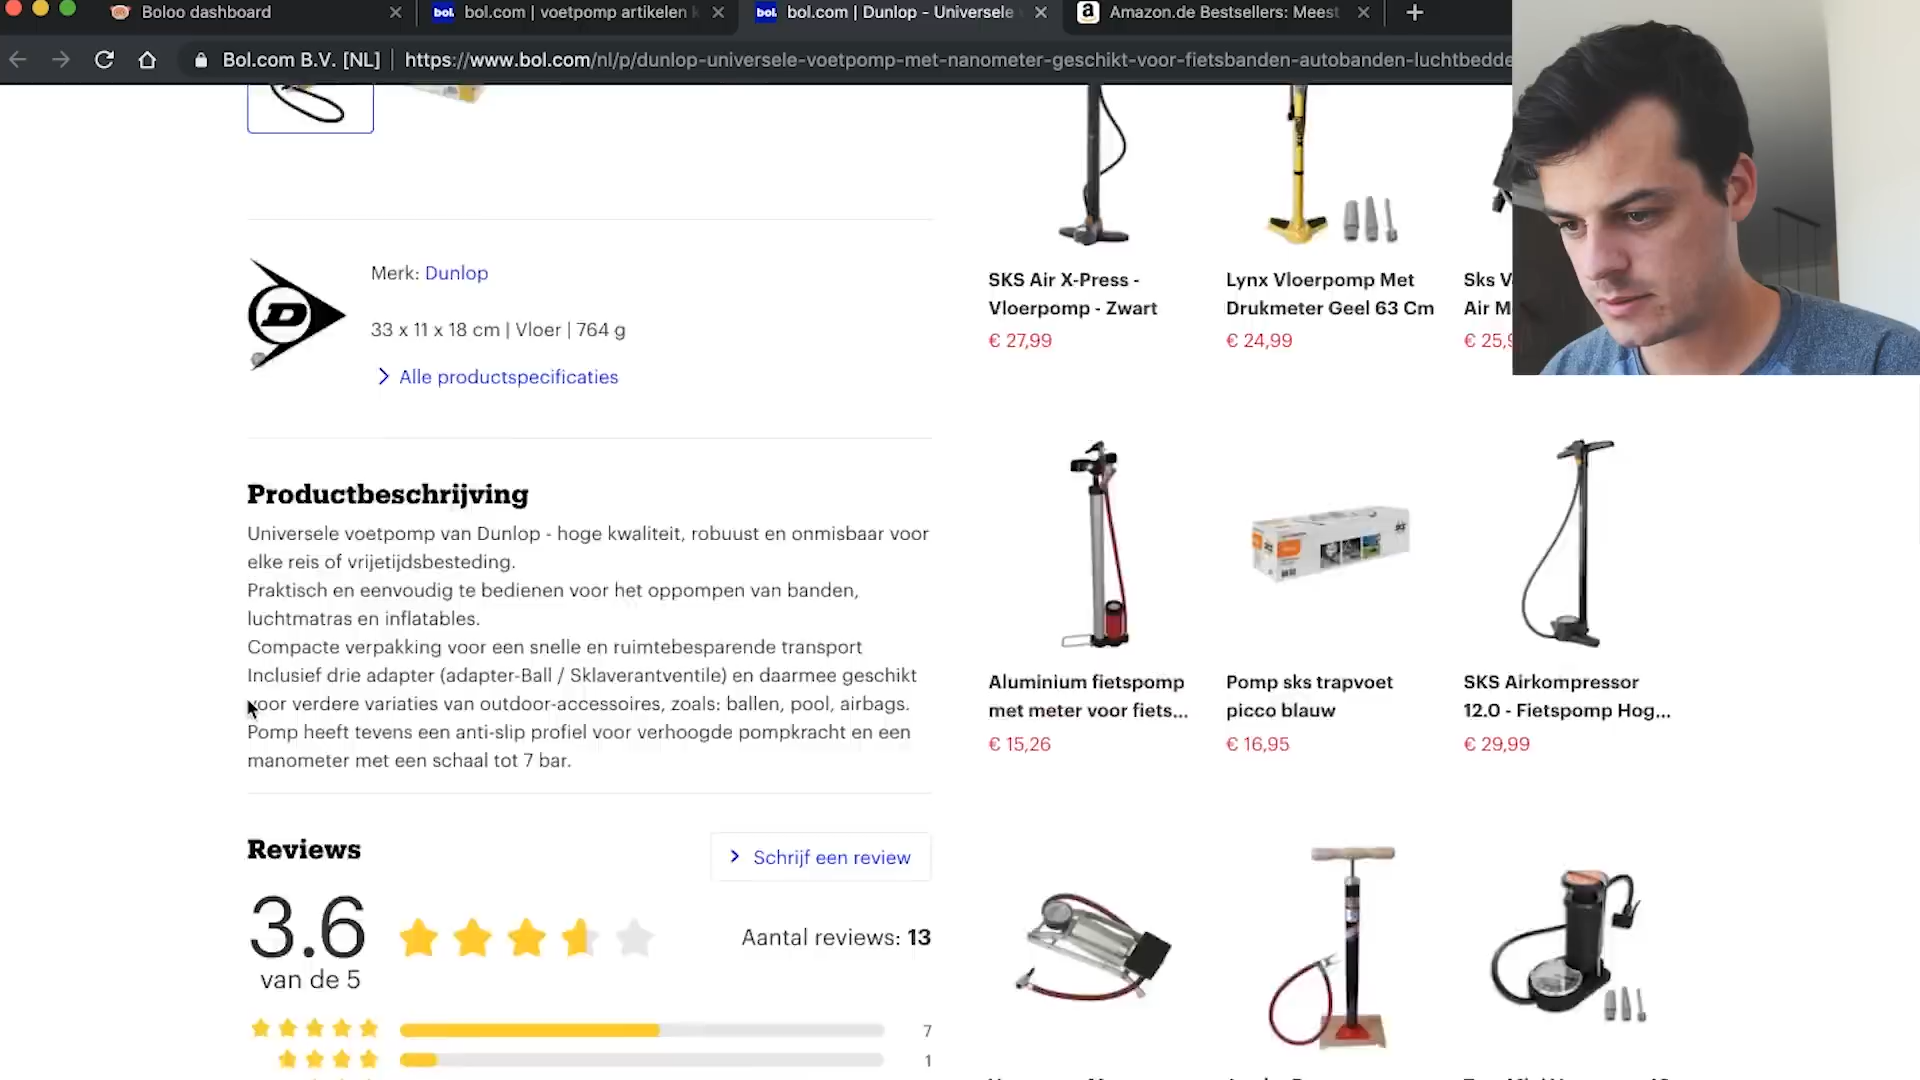 Boloo dashboard
bol. bol.com | voetpomp artikelen k
bol. bol.com | Dunlop - Universele v
Amazon.de Bestsellers: Meest
Bol.com B.V. [NL] https://www.bol.com/nl/p/dunlop-universele-voetpomp-met-nanometer-geschikt-voor-fietsbanden-autobanden-luchtbedde
Merk: Dunlop
33 x 11 x 18 cm | Vloer | 764 g
Alle productspecificaties
Productbeschrijving
Universele voetpomp van Dunlop - hoge kwaliteit, robuust en onmisbaar voor
elke reis of vrijetijdsbesteding.
Praktisch en eenvoudig te bedienen voor het oppompen van banden,
luchtmatras en inflatables.
Compacte verpakking voor een snelle en ruimtebesparende transport
Inclusief drie adapter (adapter-Ball / Sklaverantventile) en daarmee geschikt
voor verdere variaties van outdoor-accessoires, zoals: ballen, pool, airbags.
Pomp heeft tevens een anti-slip profiel voor verhoogde pompkracht en een
manometer met een schaal tot 7 bar.
Reviews
Schrijf een review
3.6
van de 5
Aantal reviews: 13
7
1
SKS Air X-Press -
Vloerpomp - Zwart
€ 27,99
Lynx Vloerpomp Met
Drukmeter Geel 63 Cm
€ 24,99
Sks V
Air M
€ 25,9
Aluminium fietspomp
met meter voor fiets...
€ 15,26
Pomp sks trapvoet
picco blauw
€ 16,95
SKS Airkompressor
12.0 - Fietspomp Hog...
€ 29,99